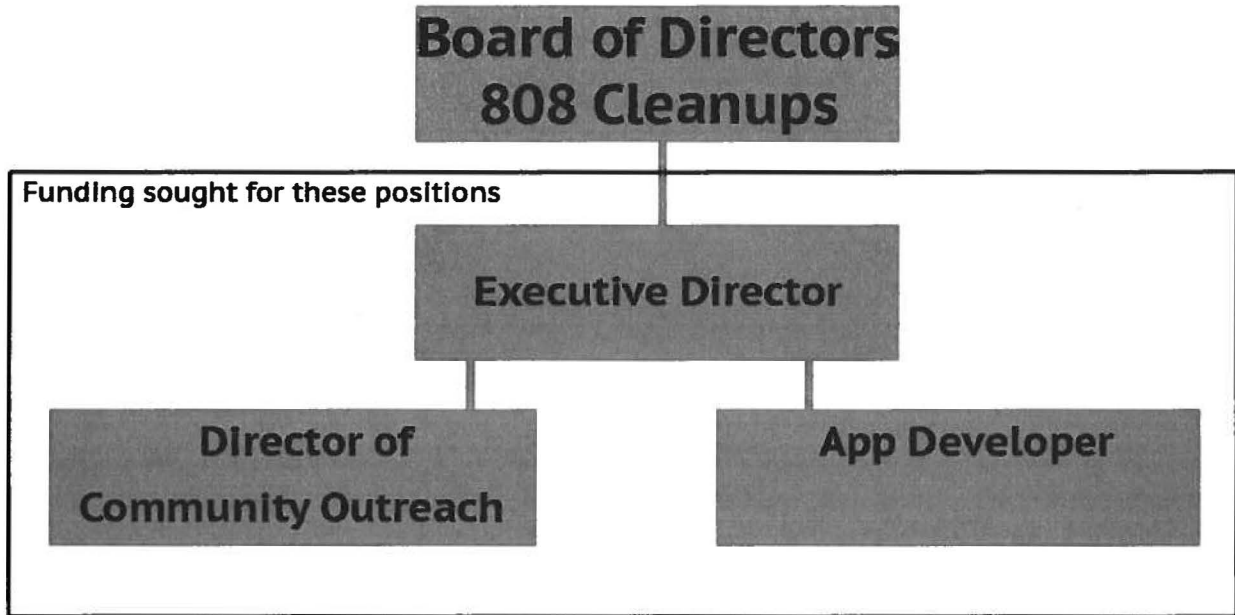 Board of Directors
808 Cleanups
Funding sought for these positions
Executive Director
Director of
Community Outreach
App Developer